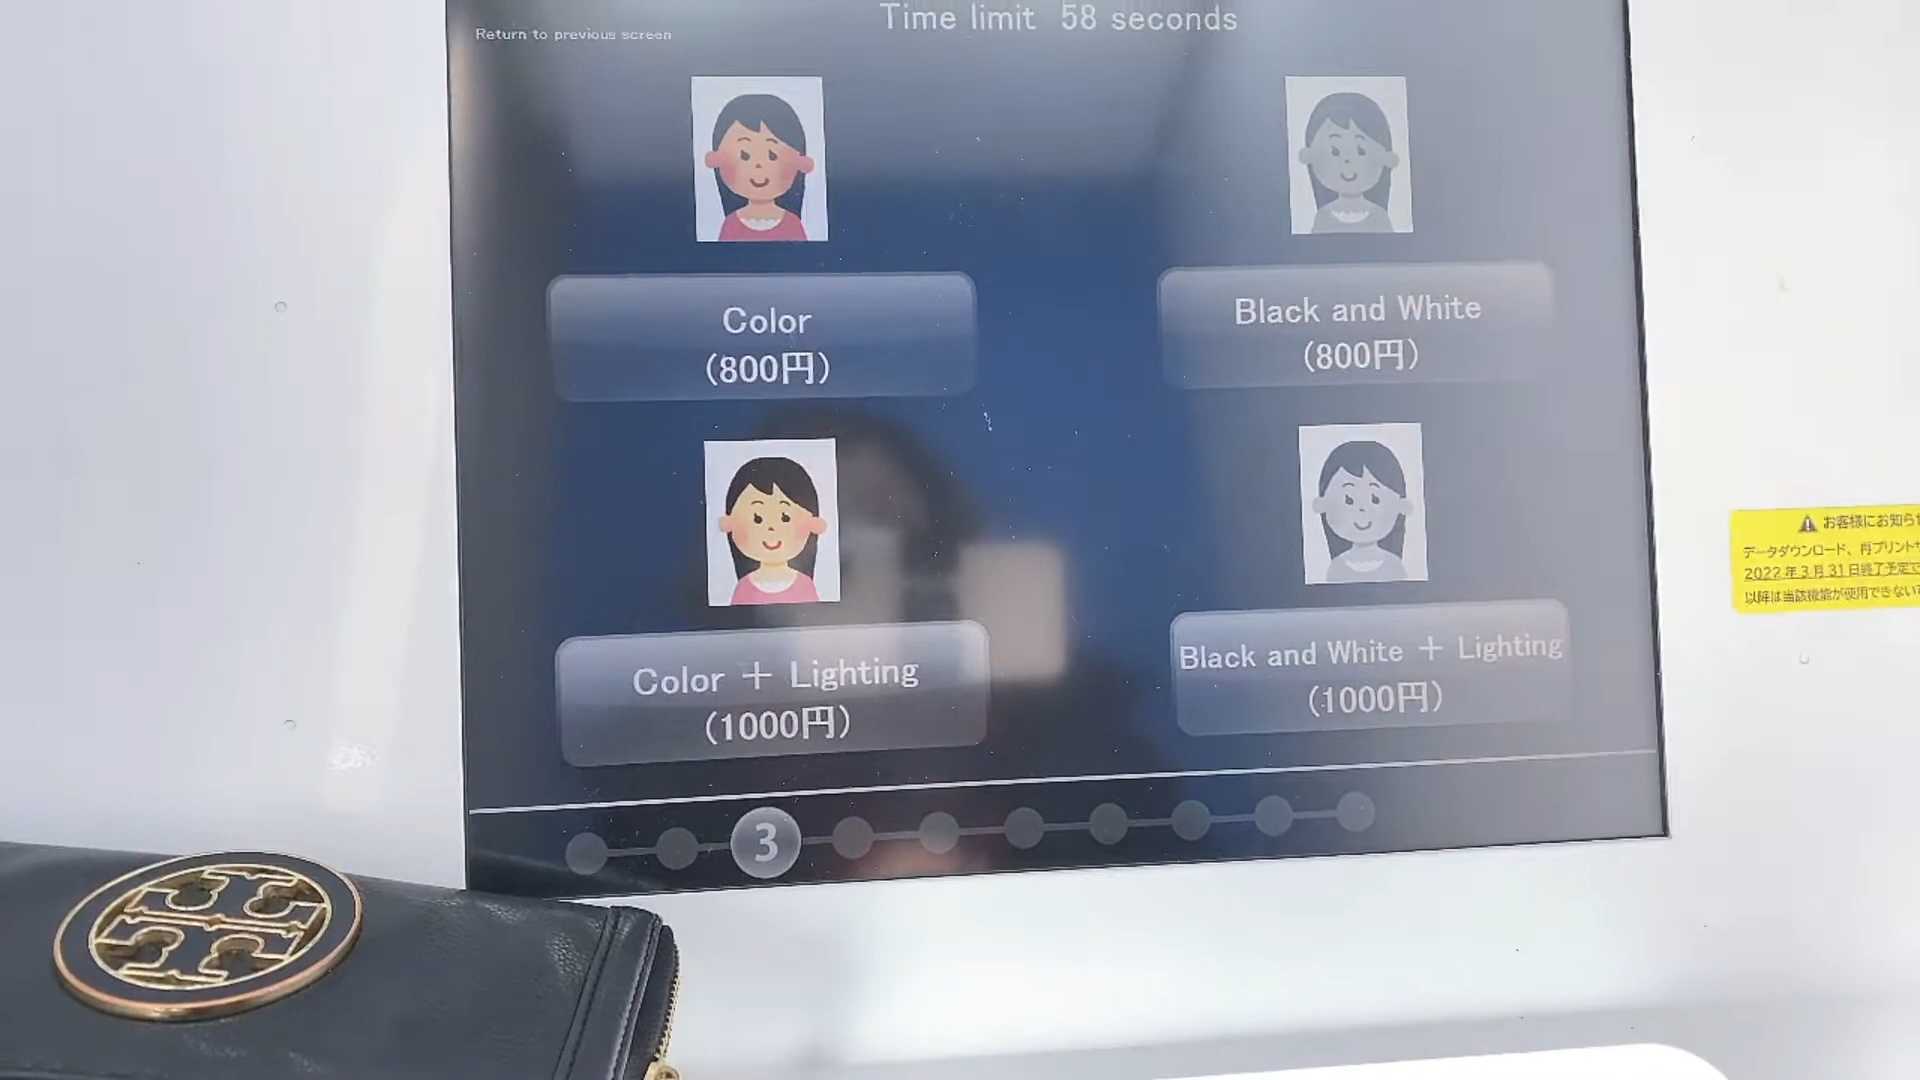 Time limit 58 seconds
Return to previous screen
Color
(800円)
Black and White
(800円)
Color + Lighting
(1000円)
Black and White + Lighting
(1000円)
3
お客様にお知ら
データダウンロード、再プリント
2022年3月31日終了予定で
以降は当該機能が使用できない